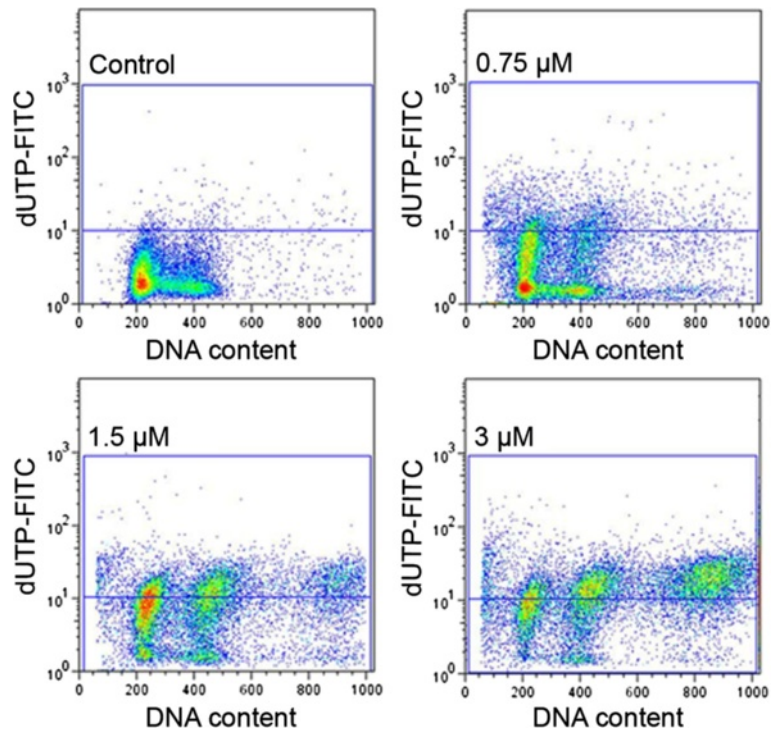 Control
dUTP-FITC
10³
10²
10¹
10⁰
0 200 400 600 800 1000
DNA content
0.75 µM
dUTP-FITC
10³
10²
10¹
10⁰
0 200 400 600 800 1000
DNA content
1.5 µM
dUTP-FITC
10³
10²
10¹
10⁰
0 200 400 600 800 1000
DNA content
3 µM
dUTP-FITC
10³
10²
10¹
10⁰
0 200 400 600 800 1000
DNA content